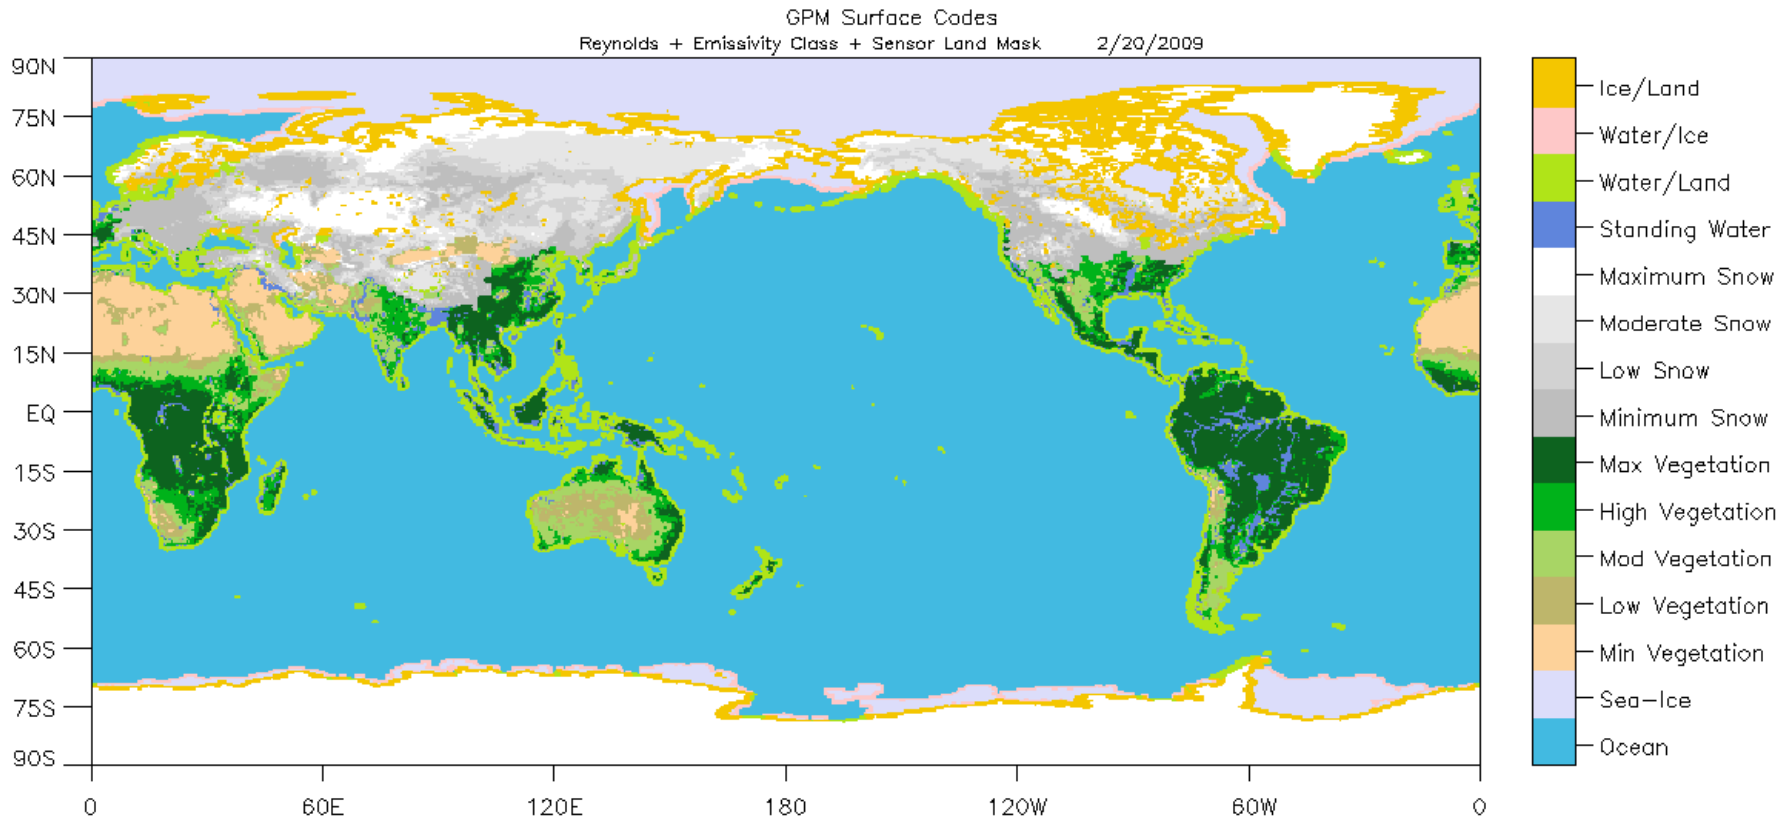 GPM Surface Codes
Reynolds + Emissivity Class + Sensor Land Mask 2/20/2009
90N
75N
60N
45N
30N
15N
EQ
15S
30S
45S
60S
75S
90S
0 60E 120E 180 120W 60W 0
Ice/Land
Water/Ice
Water/Land
Standing Water
Maximum Snow
Moderate Snow
Low Snow
Minimum Snow
Max Vegetation
High Vegetation
Mod Vegetation
Low Vegetation
Min Vegetation
Sea-Ice
Ocean